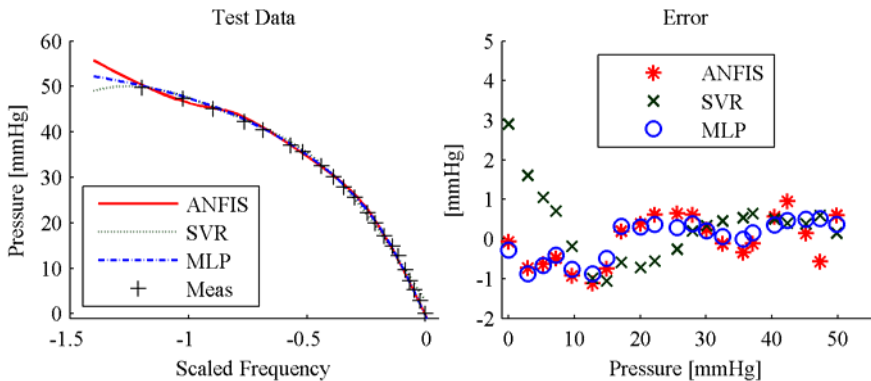 Test Data
Pressure [mmHg]
60
50
40
30
20
10
0
ANFIS
SVR
MLP
Meas
-1.5
-1
-0.5
0
Scaled Frequency
Error
[mmHg]
5
4
3
2
1
0
-1
-2
ANFIS
SVR
MLP
0
10
20
30
40
50
Pressure [mmHg]